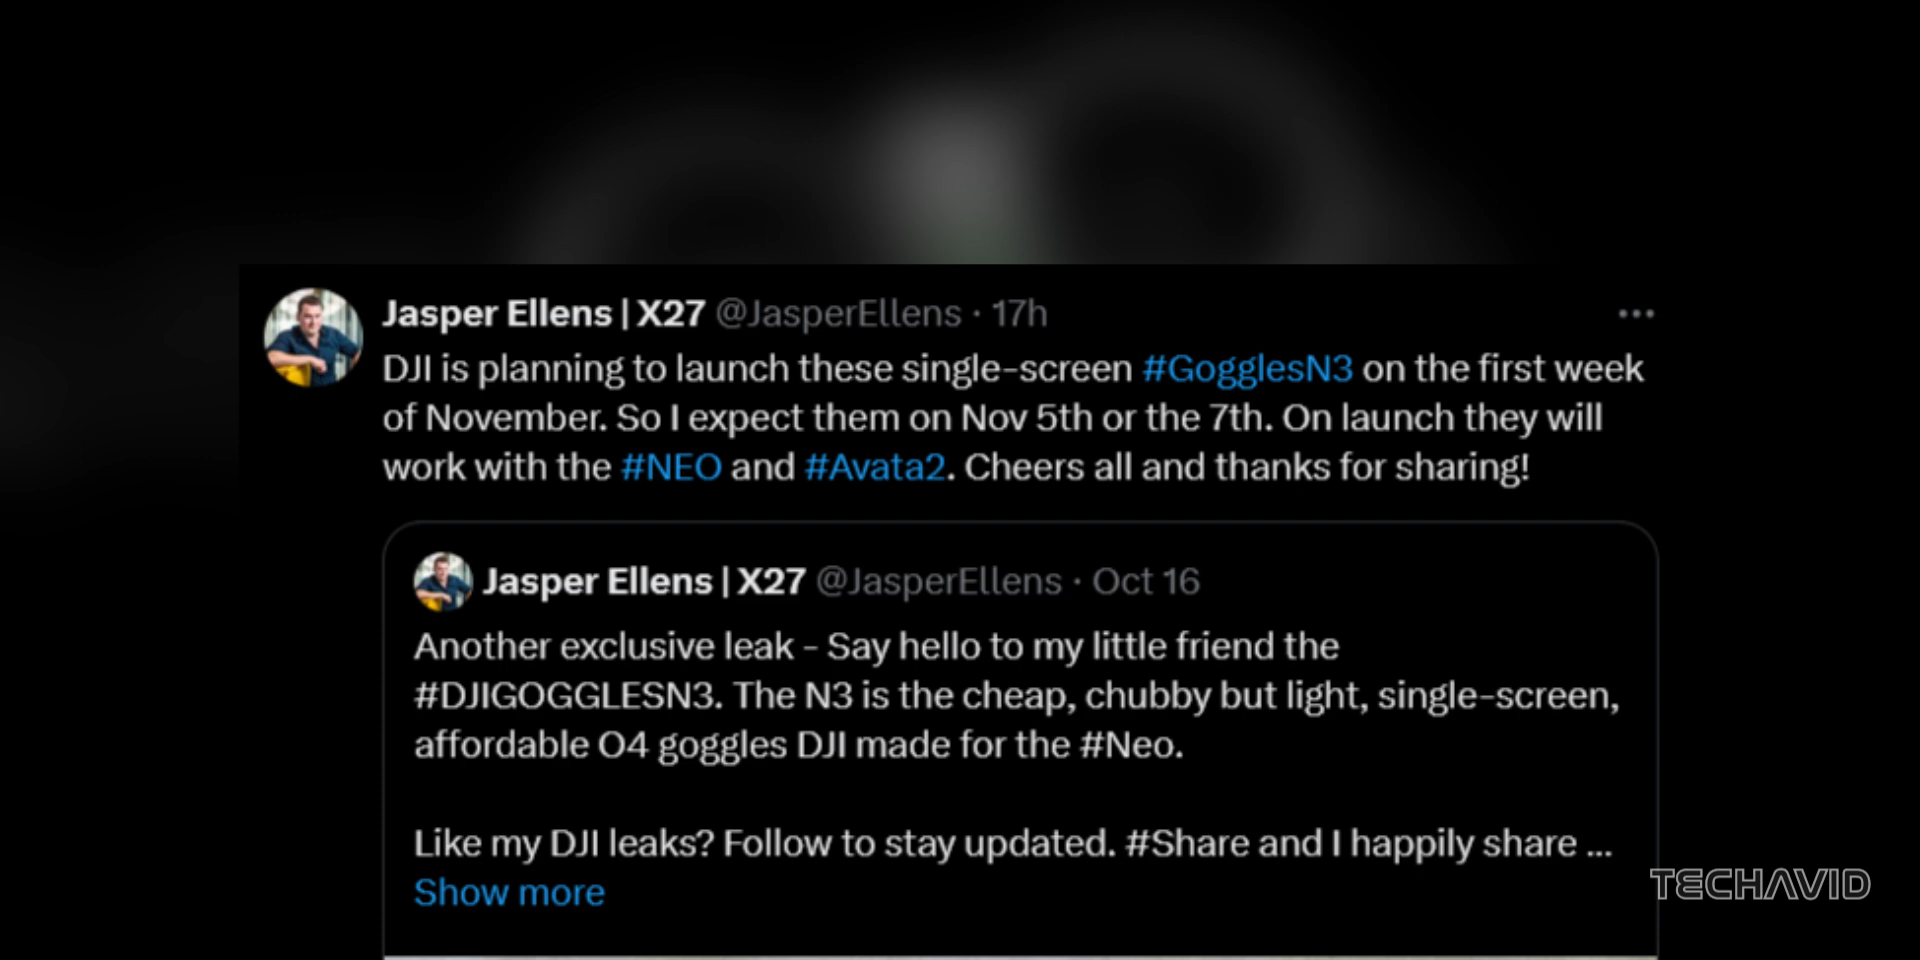 Jasper Ellens | X27 @JasperEllens · 17h ...
DJI is planning to launch these single-screen #GogglesN3 on the first week
of November. So I expect them on Nov 5th or the 7th. On launch they will
work with the #NEO and #Avata2. Cheers all and thanks for sharing!
Jasper Ellens | X27 @JasperEllens · Oct 16
Another exclusive leak - Say hello to my little friend the
#DJIGOGGLESN3. The N3 is the cheap, chubby but light, single-screen,
affordable O4 goggles DJI made for the #Neo.
Like my DJI leaks? Follow to stay updated. #Share and I happily share ...
Show more
TECHAVID